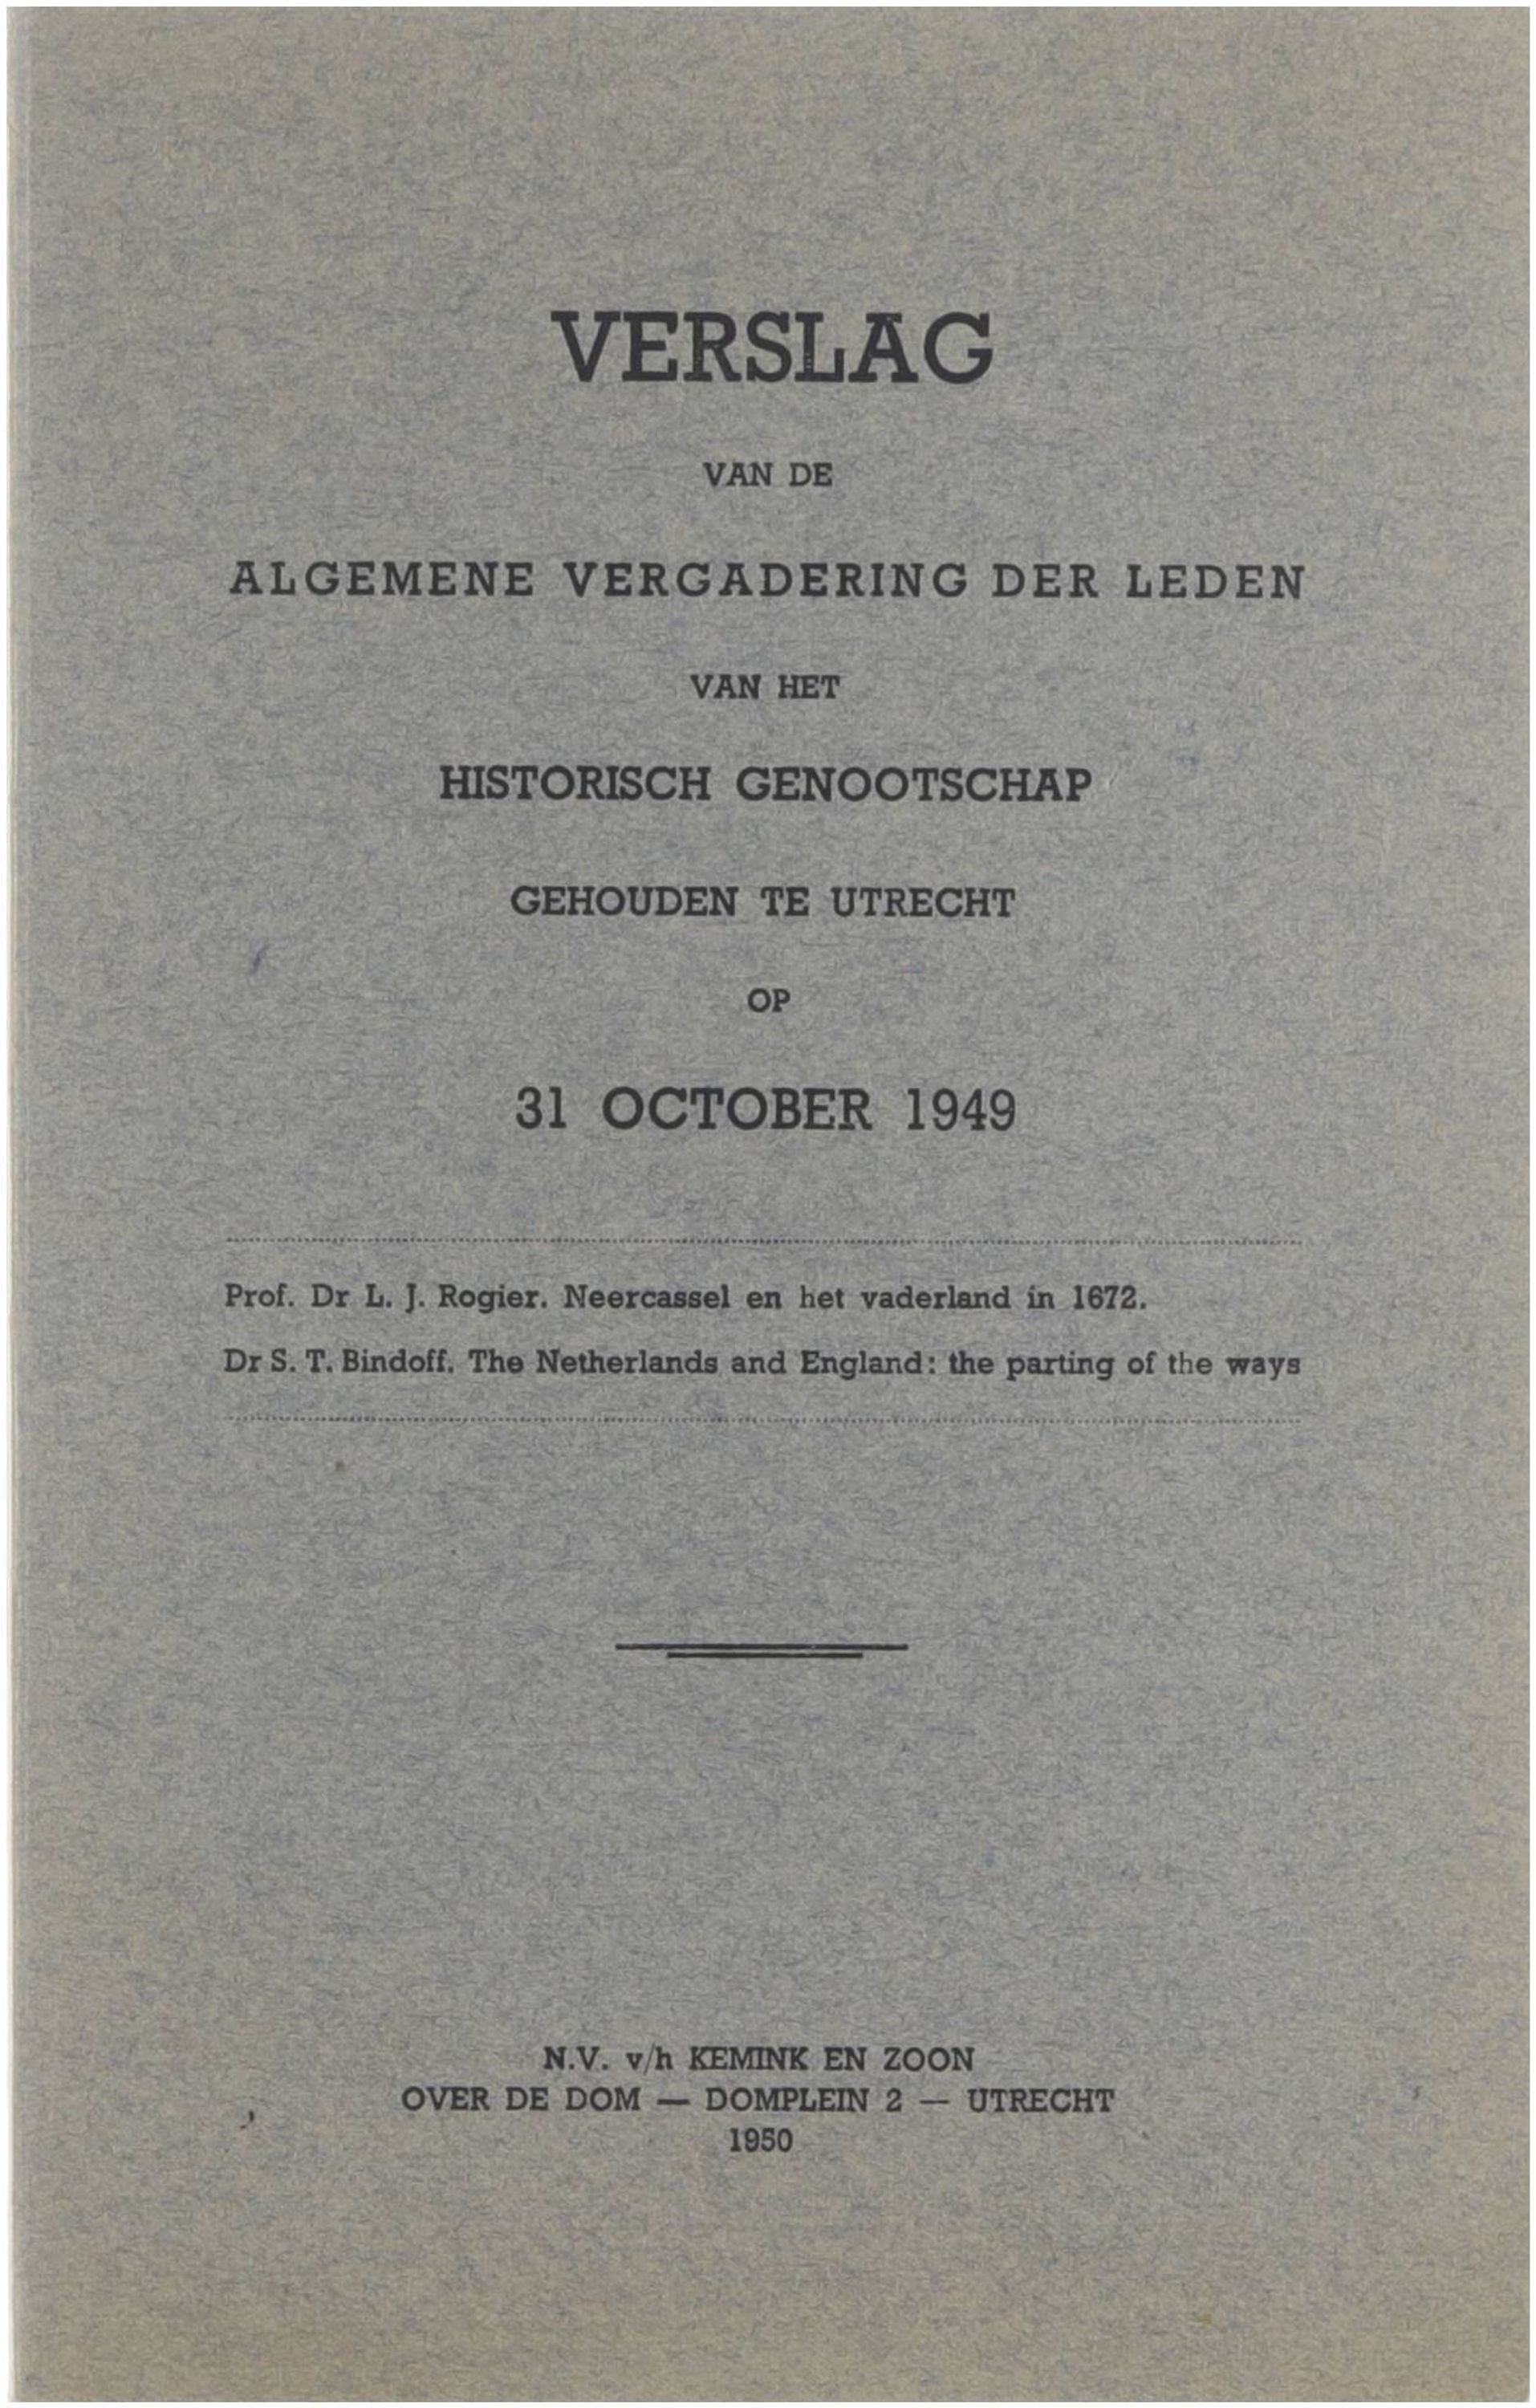 VERSLAG
VAN DE
ALGEMENE VERGADERING DER LEDEN
VAN HET
HISTORISCH GENOOTSCHAP
GEHOUDEN TE UTRECHT
OP
31 OCTOBER 1949
Prof. Dr L. J. Rogier. Neercassel en het vaderland in 1672.
Dr S. T. Bindoff. The Netherlands and England: the parting of the ways
N.V. v/h KEMINK EN ZOON
OVER DE DOM — DOMPLEIN 2 — UTRECHT
1950